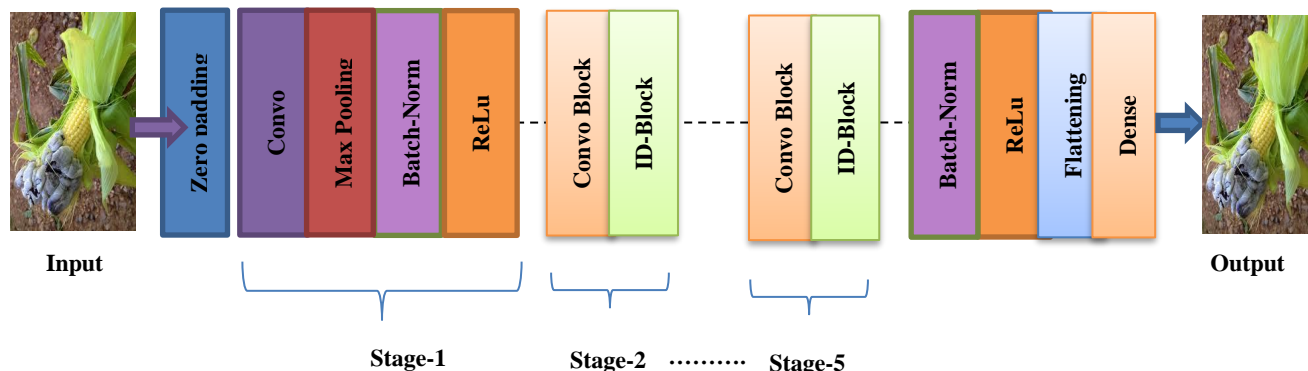 Zero padding
Convo
Max Pooling
Batch-Norm
ReLu
Convo Block
ID-Block
Convo Block
ID-Block
Batch-Norm
ReLu
Flattening
Dense
Input
Output
Stage-1
Stage-2
..........
Stage-5